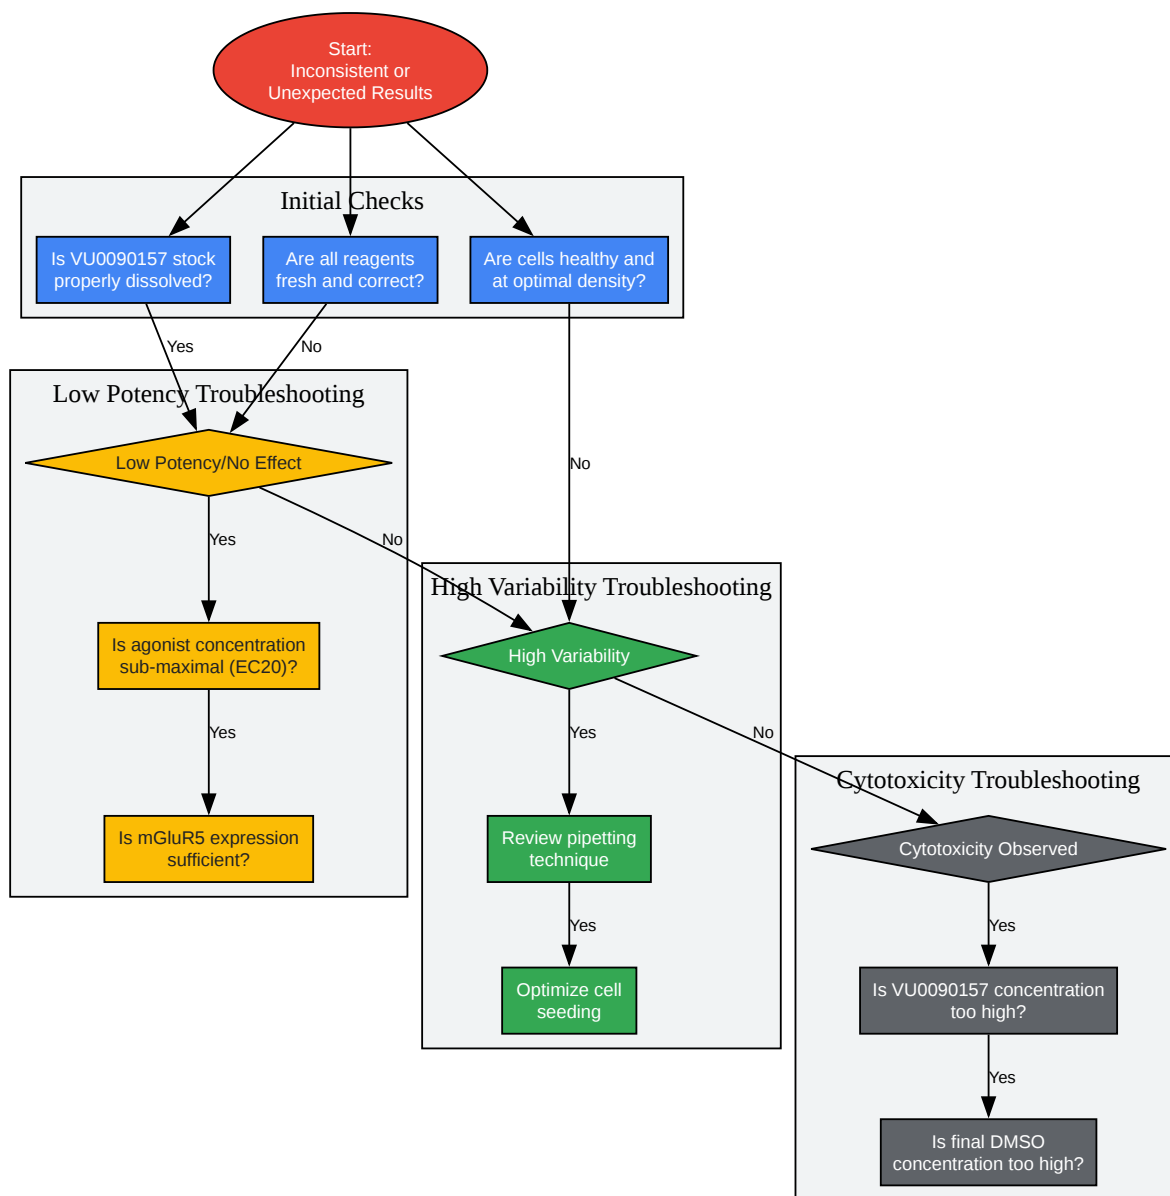 Start:
Inconsistent or
Unexpected Results
Initial Checks
Is VU0090157 stock
properly dissolved?
Are all reagents
fresh and correct?
Are cells healthy and
at optimal density?
Yes
No
No
Low Potency Troubleshooting
Low Potency/No Effect
Yes
No
Is agonist concentration
sub-maximal (EC20)?
Yes
Is mGluR5 expression
sufficient?
High Variability Troubleshooting
High Variability
Yes
No
Review pipetting
technique
Yes
Optimize cell
seeding
Cytotoxicity Troubleshooting
Cytotoxicity Observed
Yes
Is VU0090157 concentration
too high?
Yes
Is final DMSO
concentration too high?